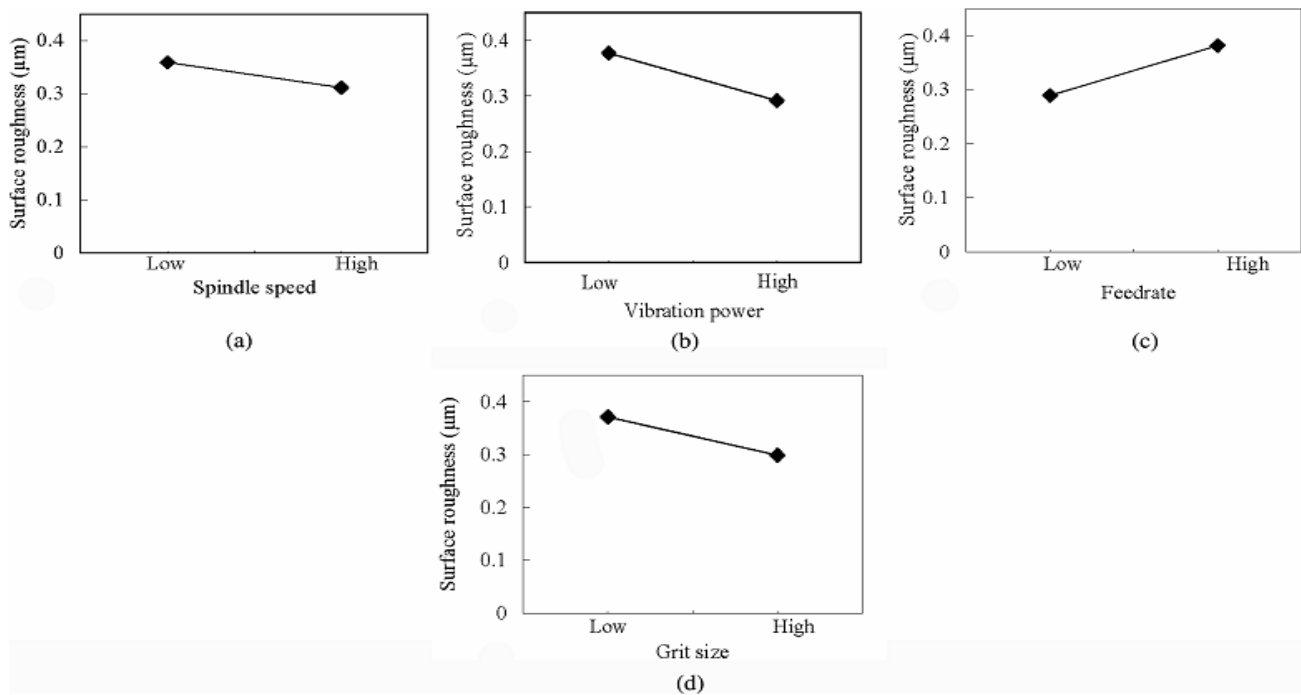 Surface roughness (µm)
0.4
0.3
0.2
0.1
0
Low High
Spindle speed
(a)
Surface roughness (µm)
0.4
0.3
0.2
0.1
0
Low High
Vibration power
(b)
Surface roughness (µm)
0.4
0.3
0.2
0.1
0
Low High
Feedrate
(c)
Surface roughness (µm)
0.4
0.3
0.2
0.1
0
Low High
Grit size
(d)